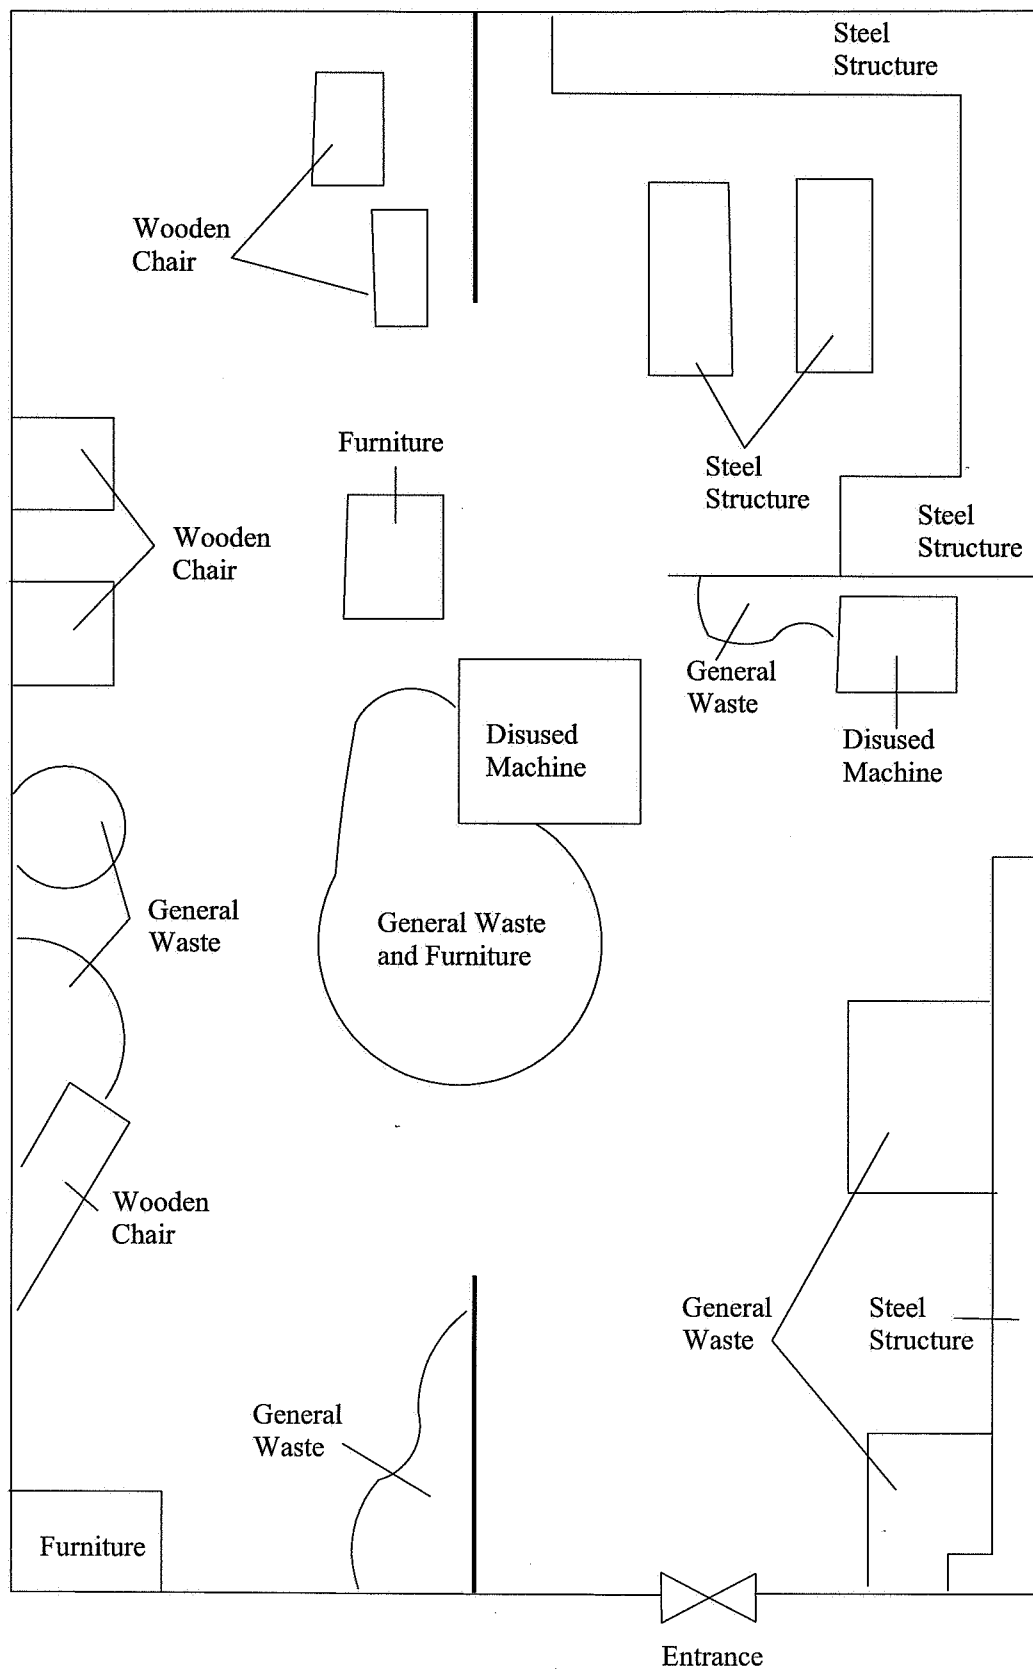 Steel
Structure
Wooden
Chair
Furniture
Steel
Structure
Steel
Structure
Wooden
Chair
General
Waste
Disused
Machine
Disused
Machine
General
Waste
General Waste
and Furniture
Wooden
Chair
General
Waste
Steel
Structure
General
Waste
Furniture
Entrance